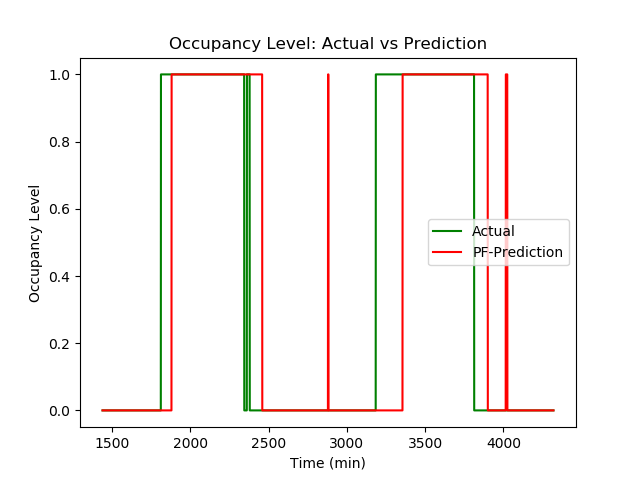 Occupancy Level: Actual vs Prediction
1.0
0.8
0.6
0.4
0.2
0.0
Occupancy Level
Actual
PF-Prediction
1500
2000
2500
3000
3500
4000
Time (min)